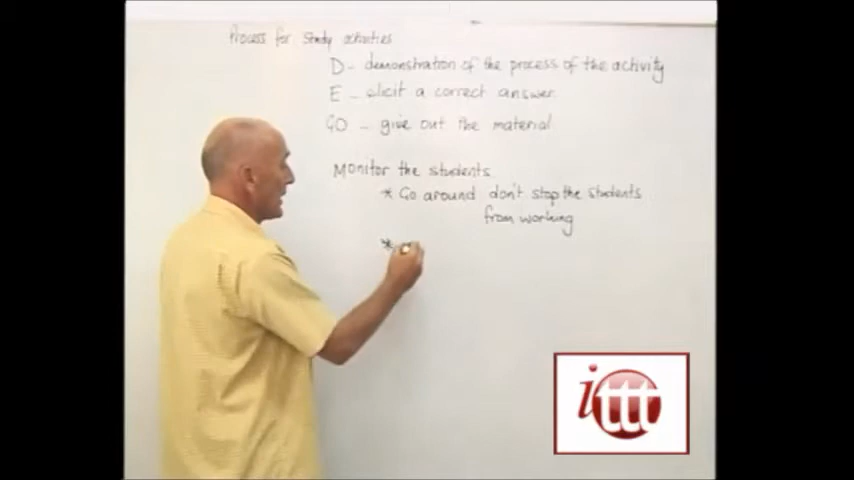 Process for Study activities
D - demonstration of the process of the activity
E - elicit a correct answer
GO - give out the material
Monitor the students
* Go around don't stop the students
from working
*
ittt